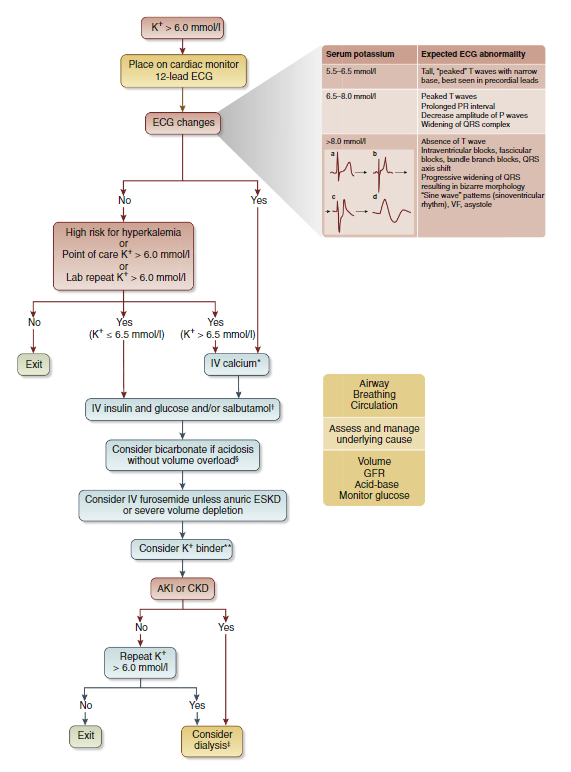 K+ > 6.0 mmol/l
Place on cardiac monitor
12-lead ECG
ECG changes
Serum potassium
Expected ECG abnormality
5.5–6.5 mmol/l
Tall, "peaked" T waves with narrow
base, best seen in precordial leads
6.5–8.0 mmol/l
Peaked T waves
Prolonged PR interval
Decrease amplitude of P waves
Widening of QRS complex
>8.0 mmol/l
a
b
c
d
Absence of T wave
Intraventricular blocks, fascicular
blocks, bundle branch blocks, QRS
axis shift
Progressive widening of QRS
resulting in bizarre morphology
"Sine wave" patterns (sinoventricular
rhythm), VF, asystole
No
Yes
High risk for hyperkalemia
or
Point of care K+ > 6.0 mmol/l
or
Lab repeat K+ > 6.0 mmol/l
No
Yes
(K+ ≤ 6.5 mmol/l)
Yes
(K+ > 6.5 mmol/l)
Exit
IV calcium*
IV insulin and glucose and/or salbutamol†
Consider bicarbonate if acidosis
without volume overload§
Consider IV furosemide unless anuric ESKD
or severe volume depletion
Consider K+ binder**
AKI or CKD
No
Yes
Repeat K+
> 6.0 mmol/l
No
Yes
Exit
Consider
dialysis‡
Airway
Breathing
Circulation
Assess and manage
underlying cause
Volume
GFR
Acid-base
Monitor glucose